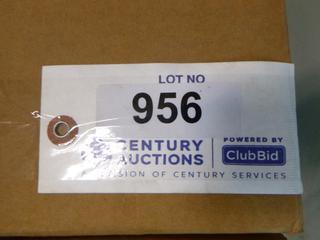 LOT NO
956
CENTURY
AUCTIONS
POWERED BY
ClubBid
OF CENTURY SERVICES